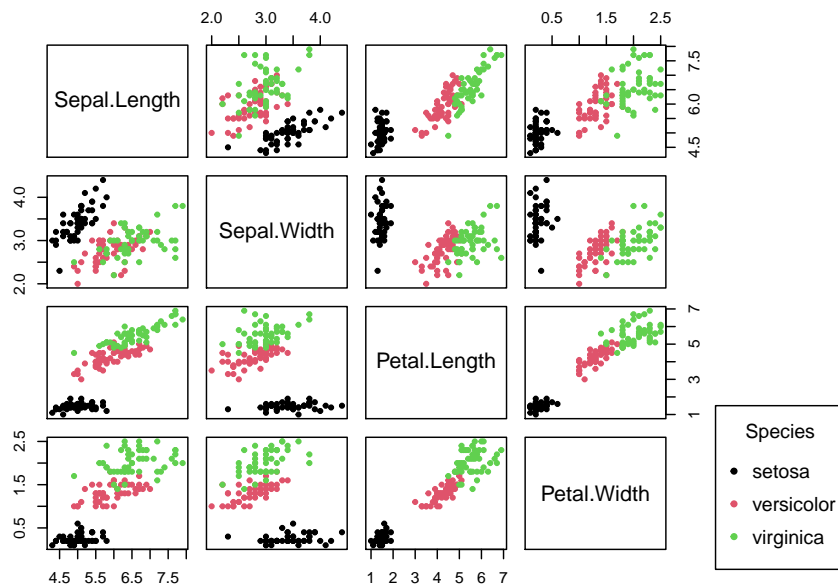 2.0 3.0 4.0 0.5 1.5 2.5
Sepal.Length
4.5 6.0 7.5
2.0 3.0 4.0
Sepal.Width
Petal.Length
1 3 5 7
0.5 1.5 2.5
Petal.Width
4.5 5.5 6.5 7.5
1 2 3 4 5 6 7
Species
setosa
versicolor
virginica